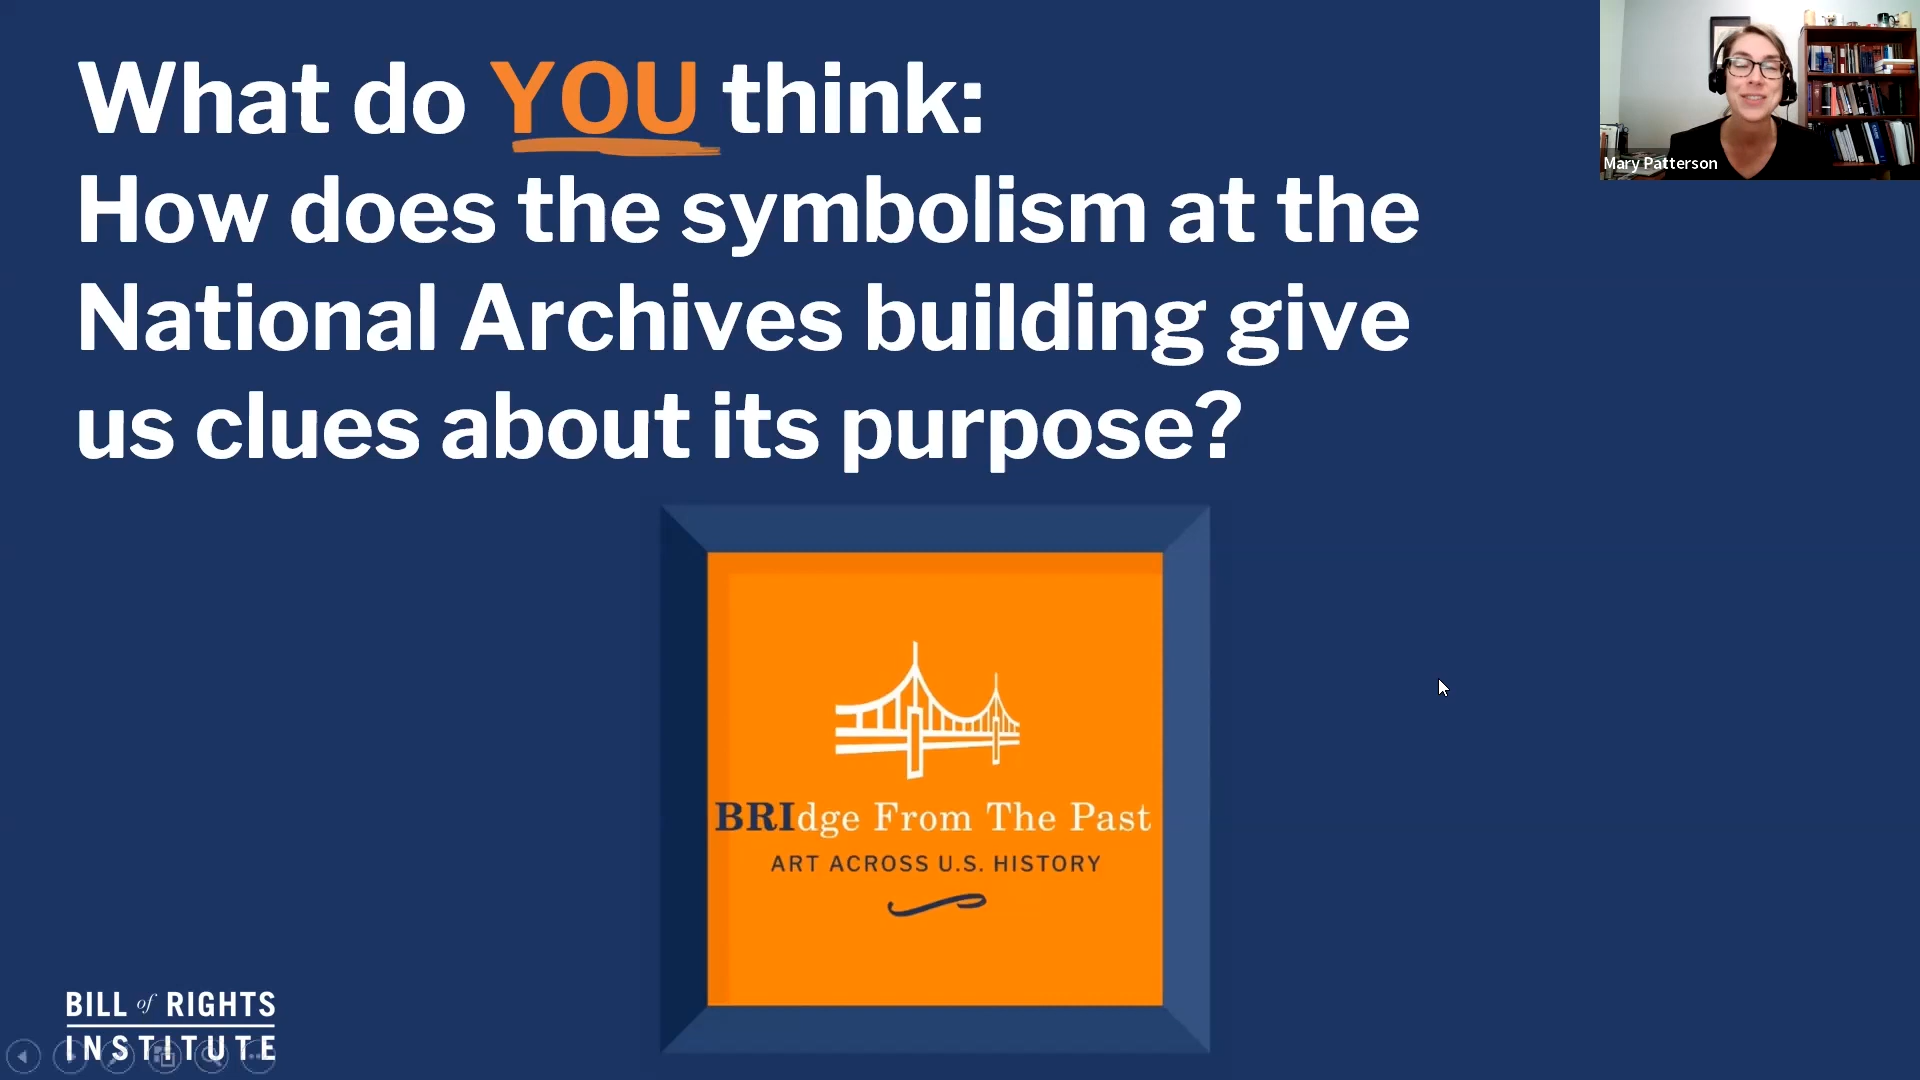 What do YOU think:
How does the symbolism at the
National Archives building give
us clues about its purpose?
Mary Patterson
BRIdge From The Past
ART ACROSS U.S. HISTORY
BILL of RIGHTS
INSTITUTE